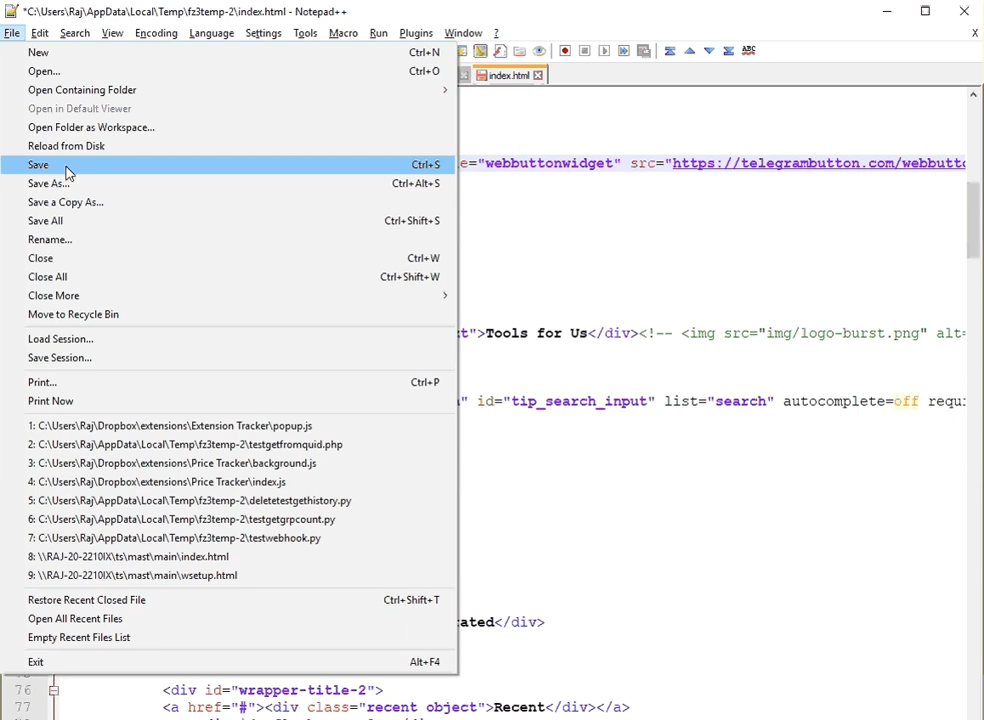 *C:\Users\Raj\AppData\Local\Temp\fz3temp-2\index.html - Notepad++
File Edit Search View Encoding Language Settings Tools Macro Run Plugins Window ? X
New Ctrl+N
Open... Ctrl+O
index.html
Open Containing Folder
Open in Default Viewer
Open Folder as Workspace...
Reload from Disk
Save Ctrl+S
e="webbuttonwidget" src="https://telegrambutton.com/webbutto
Save As... Ctrl+Alt+S
Save a Copy As...
Save All Ctrl+Shift+S
Rename...
Close Ctrl+W
Close All Ctrl+Shift+W
Close More
Move to Recycle Bin
Load Session...
ct">Tools for Us</div><!-- <img src="img/logo-burst.png" alt=
Save Session...
Print... Ctrl+P
Print Now
" id="tip_search_input" list="search" autocomplete=off requi
1: C:\Users\Raj\Dropbox\extensions\Extension Tracker\popup.js
2: C:\Users\Raj\AppData\Local\Temp\fz3temp-2\testgetfromquid.php
3: C:\Users\Raj\Dropbox\extensions\Price Tracker\background.js
4: C:\Users\Raj\Dropbox\extensions\Price Tracker\index.js
5: C:\Users\Raj\AppData\Local\Temp\fz3temp-2\deletetestgethistory.py
6: C:\Users\Raj\AppData\Local\Temp\fz3temp-2\testgetgrpcount.py
7: C:\Users\Raj\AppData\Local\Temp\fz3temp-2\testwebhook.py
8: \\RAJ-20-2210IX\ts\mast\main\index.html
9: \\RAJ-20-2210IX\ts\mast\main\wsetup.html
Restore Recent Closed File Ctrl+Shift+T
Open All Recent Files
ated</div>
Empty Recent Files List
Exit Alt+F4
76 <div id="wrapper-title-2">
77 <a href="#"><div class="recent object">Recent</div></a>